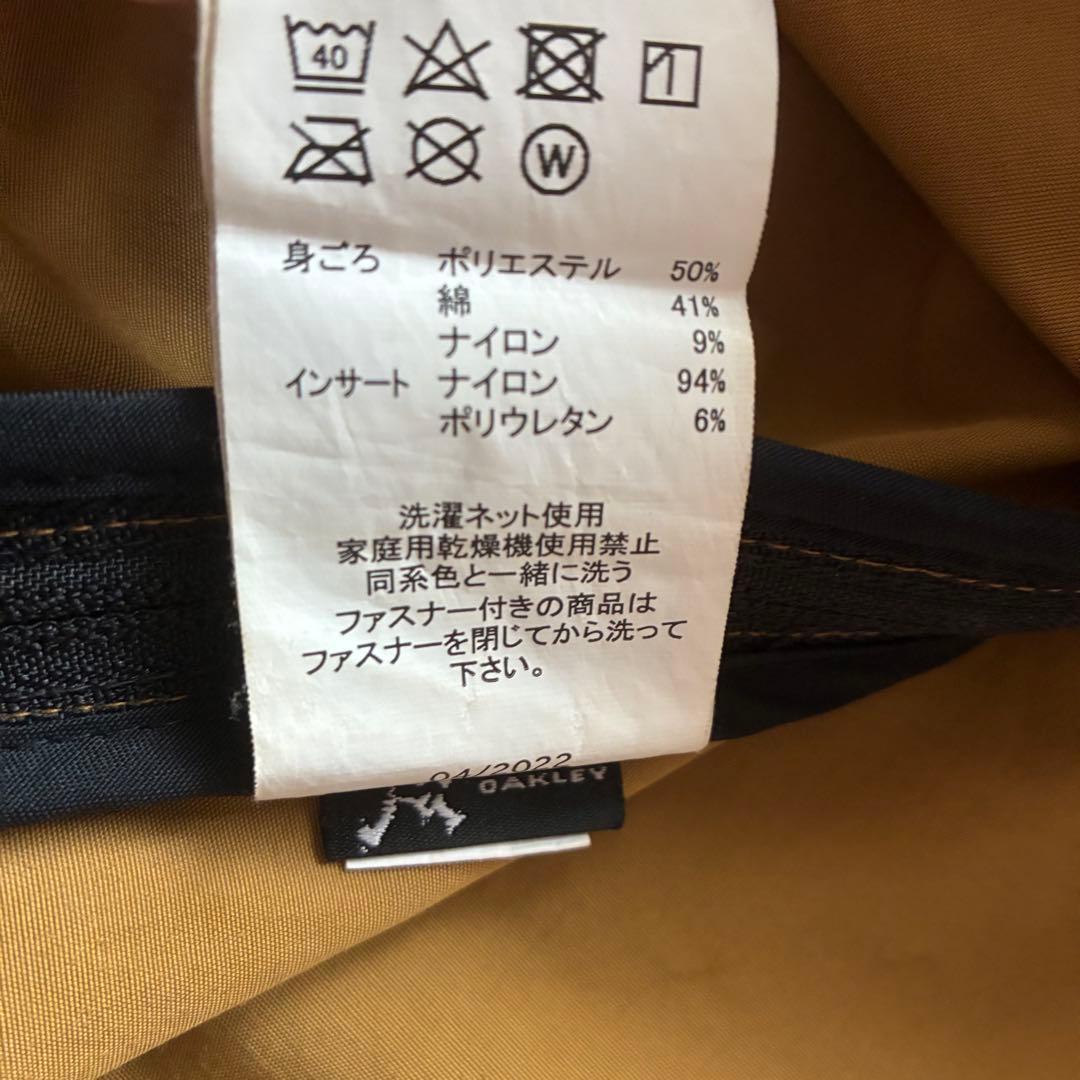 40
W
身ごろ ポリエステル 50%
綿 41%
ナイロン 9%
インサート ナイロン 94%
ポリウレタン 6%
洗濯ネット使用
家庭用乾燥機使用禁止
同系色と一緒に洗う
ファスナー付きの商品は
ファスナーを閉じてから洗って
下さい。
04/2022
OAKLEY